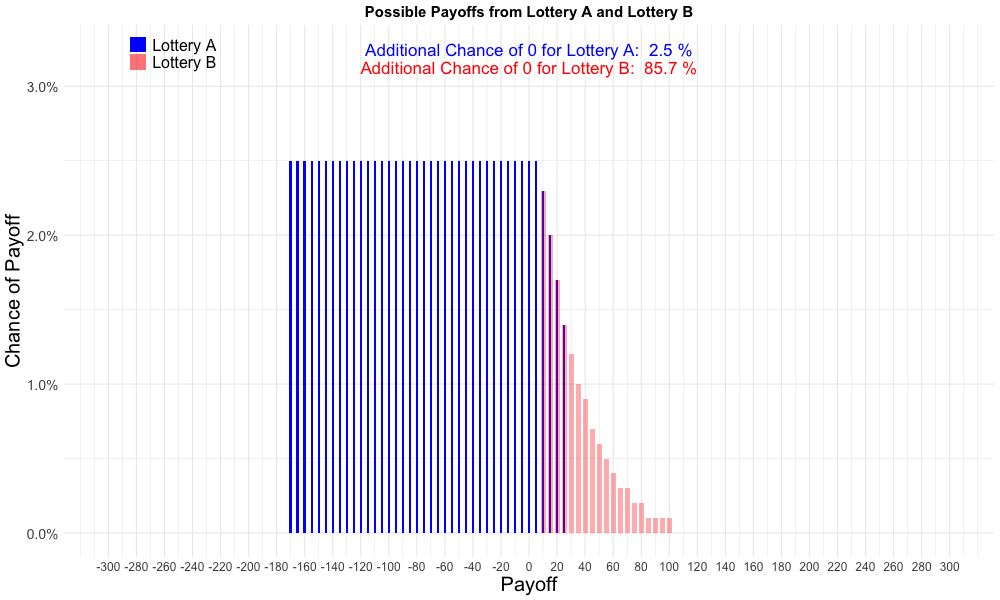 Possible Payoffs from Lottery A and Lottery B
Lottery A
Lottery B
Additional Chance of 0 for Lottery A:  2.5 %
Additional Chance of 0 for Lottery B:  85.7 %
Chance of Payoff
3.0%
2.0%
1.0%
0.0%
-300 -280 -260 -240 -220 -200 -180 -160 -140 -120 -100 -80 -60 -40 -20 0 20 40 60 80 100 120 140 160 180 200 220 240 260 280 300
Payoff